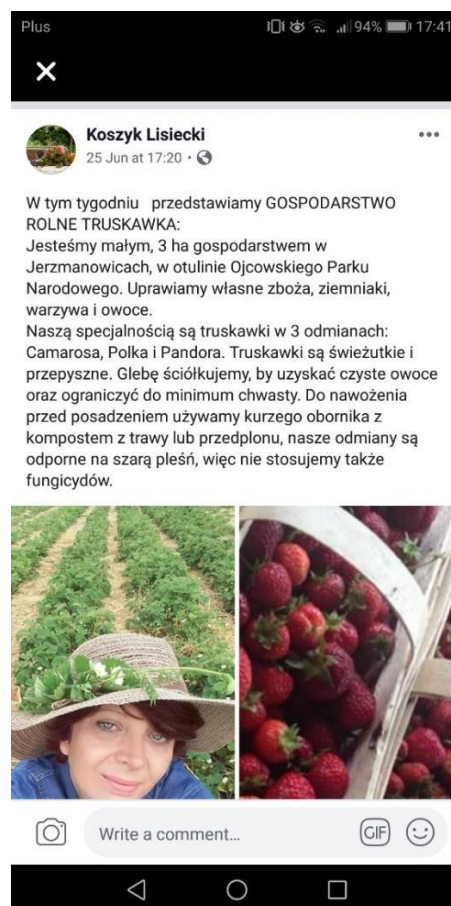 Plus 94% 17:41
Koszyk Lisiecki
25 Jun at 17:20
W tym tygodniu przedstawiamy GOSPODARSTWO
ROLNE TRUSKAWKA:
Jesteśmy małym, 3 ha gospodarstwem w
Jerzmanowicach, w otulinie Ojcowskiego Parku
Narodowego. Uprawiamy własne zboża, ziemniaki,
warzywa i owoce.
Naszą specjalnością są truskawki w 3 odmianach:
Camarosa, Polka i Pandora. Truskawki są świeżutkie i
przepyszne. Glebę ściółkujemy, by uzyskać czyste owoce
oraz ograniczyć do minimum chwasty. Do nawożenia
przed posadzeniem używamy kurzego obornika z
kompostem z trawy lub przedplonu, nasze odmiany są
odporne na szarą pleśń, więc nie stosujemy także
fungicydów.
Write a comment...
GIF